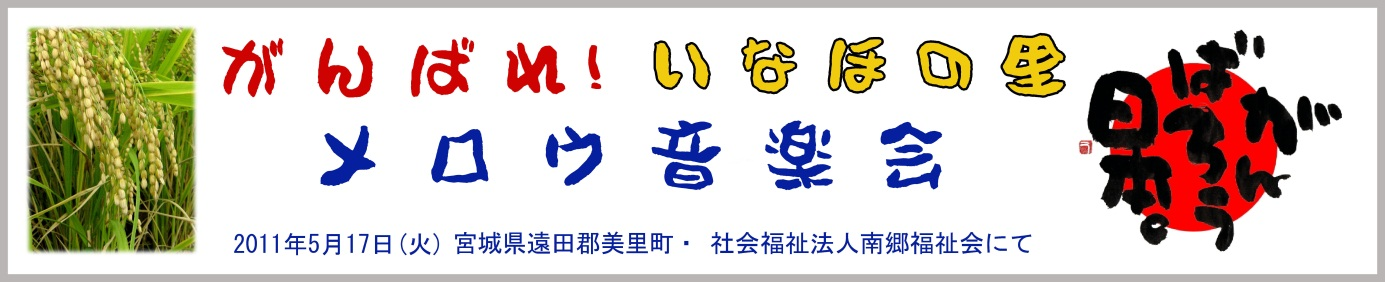 がんばれ! いなほの里
メロウ音楽会
2011年5月17日(火) 宮城県遠田郡美里町・ 社会福祉法人南郷福祉会にて
がん
ばろう
日本。